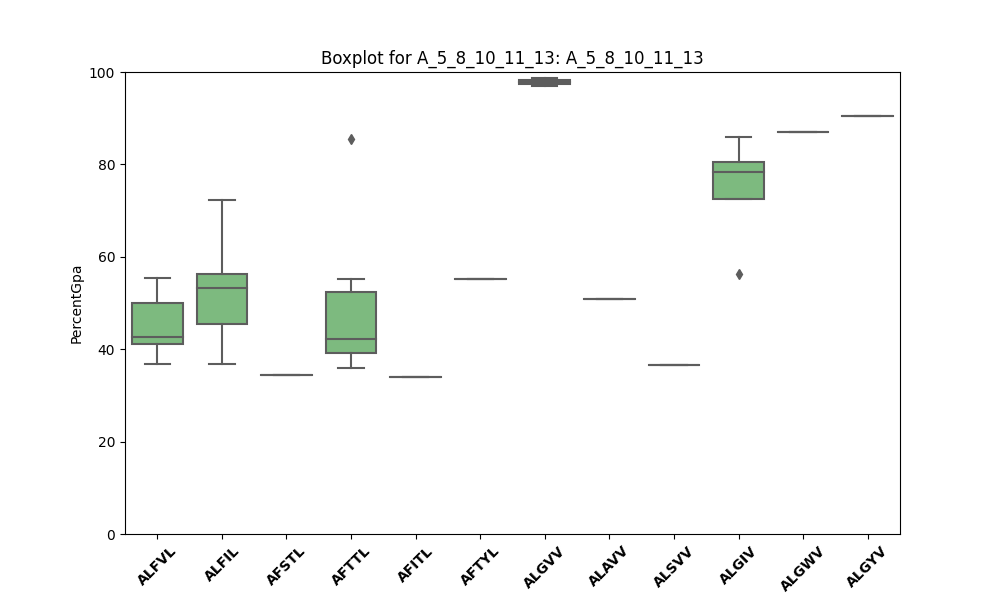 Boxplot for A_5_8_10_11_13: A_5_8_10_11_13
PercentGpa
100
80
60
40
20
0
ALFVL
ALFIL
AFSTL
AFTTL
AFITL
AFTYL
ALGVV
ALAVV
ALSVV
ALGIV
ALGWV
ALGYV